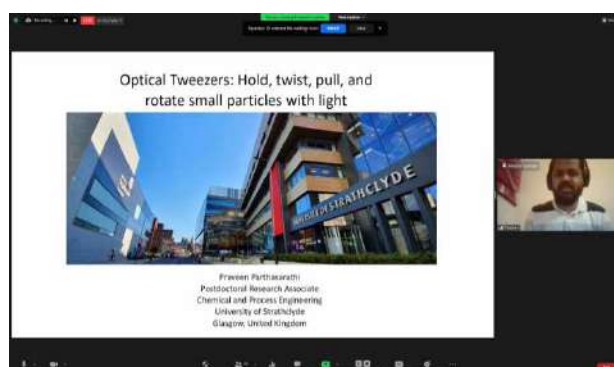 Optical Tweezers: Hold, twist, pull, and
rotate small particles with light
UNIVERSITY OF STRATHCLYDE
Praveen Parthasarathi
Postdoctoral Research Associate
Chemical and Process Engineering
University of Strathclyde
Glasgow, United Kingdom